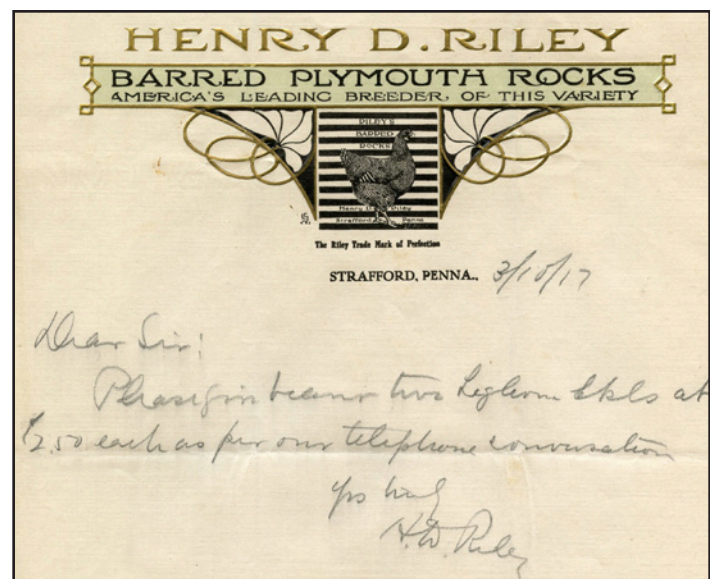 HENRY D. RILEY
BARRED PLYMOUTH ROCKS
AMERICA'S LEADING BREEDER OF THIS VARIETY
RILEY'S
BARRED
ROCKS
Henry D. Riley
Strafford, Penna
The Riley Trade Mark of Perfection
STRAFFORD, PENNA., 3/10/17
Dear Sir:
Please give bearer two Leghorn Ckls at
$2.50 each as per our telephone conversation
H. D. Riley